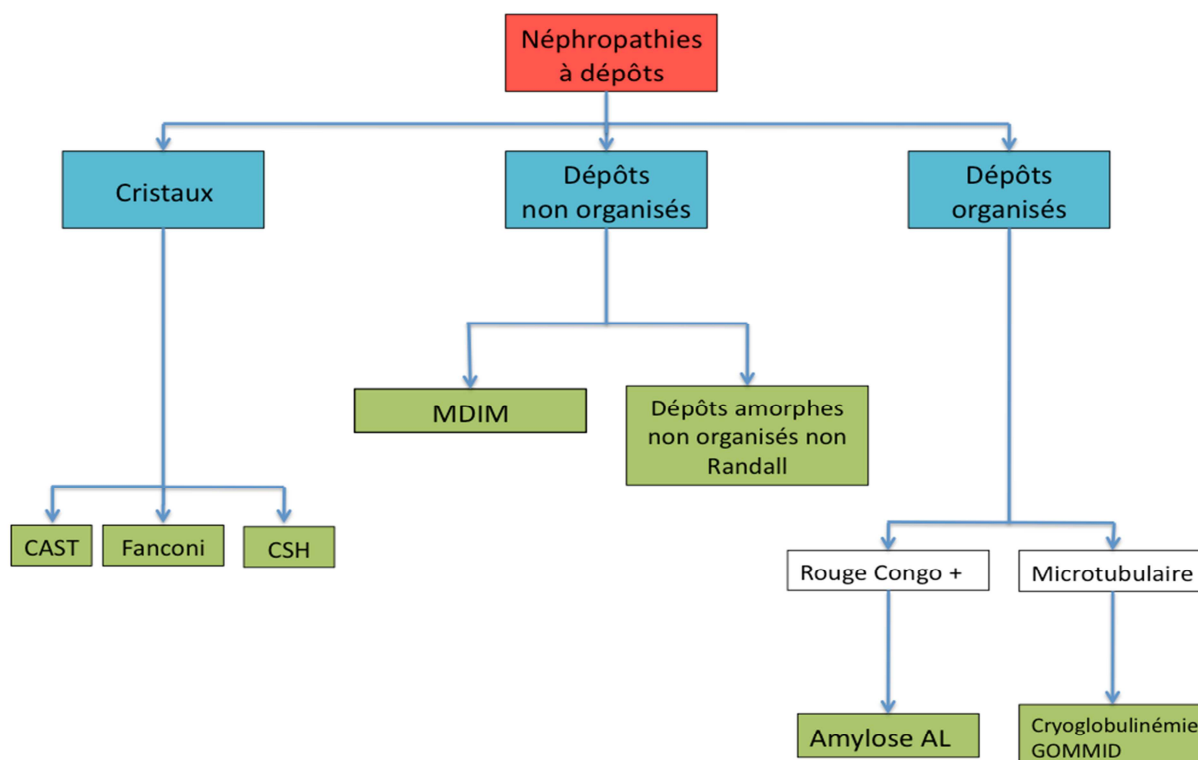 Néphropathies
à dépôts
Cristaux
Dépôts
non organisés
Dépôts
organisés
MDIM
Dépôts amorphes
non organisés non
Randall
CAST
Fanconi
CSH
Rouge Congo +
Microtubulaire
Amylose AL
Cryoglobulinémie
GOMMID